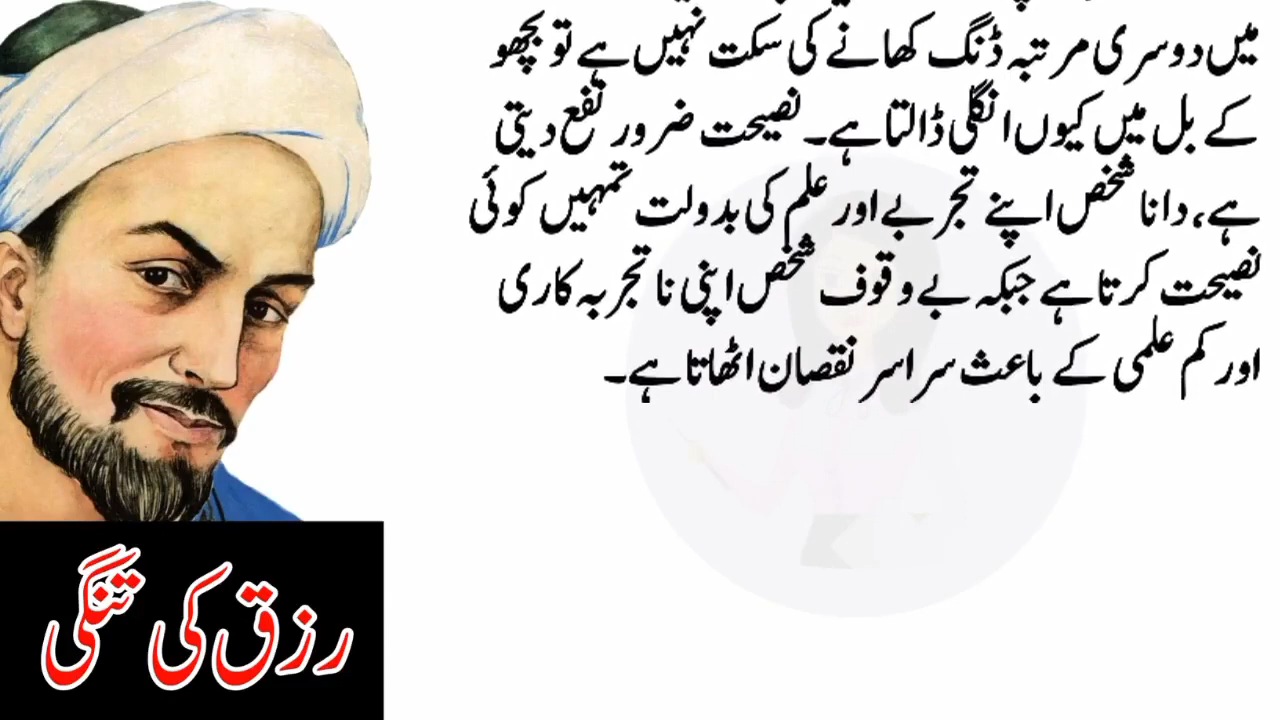 میں دوسری مرتبہ ڈنگ کھانے کی سکت نہیں ہے تو بچھو
کے بل میں کیوں انگلی ڈالتا ہے۔ نصیحت ضرور نفع دیتی
ہے، دانا شخص اپنے تجربے اور علم کی بدولت تمہیں کوئی
نصیحت کرتا ہے جبکہ بے وقوف شخص اپنی ناتجربہ کاری
اور کم علمی کے باعث سراسر نقصان اٹھاتا ہے۔
رزق کی تنگی